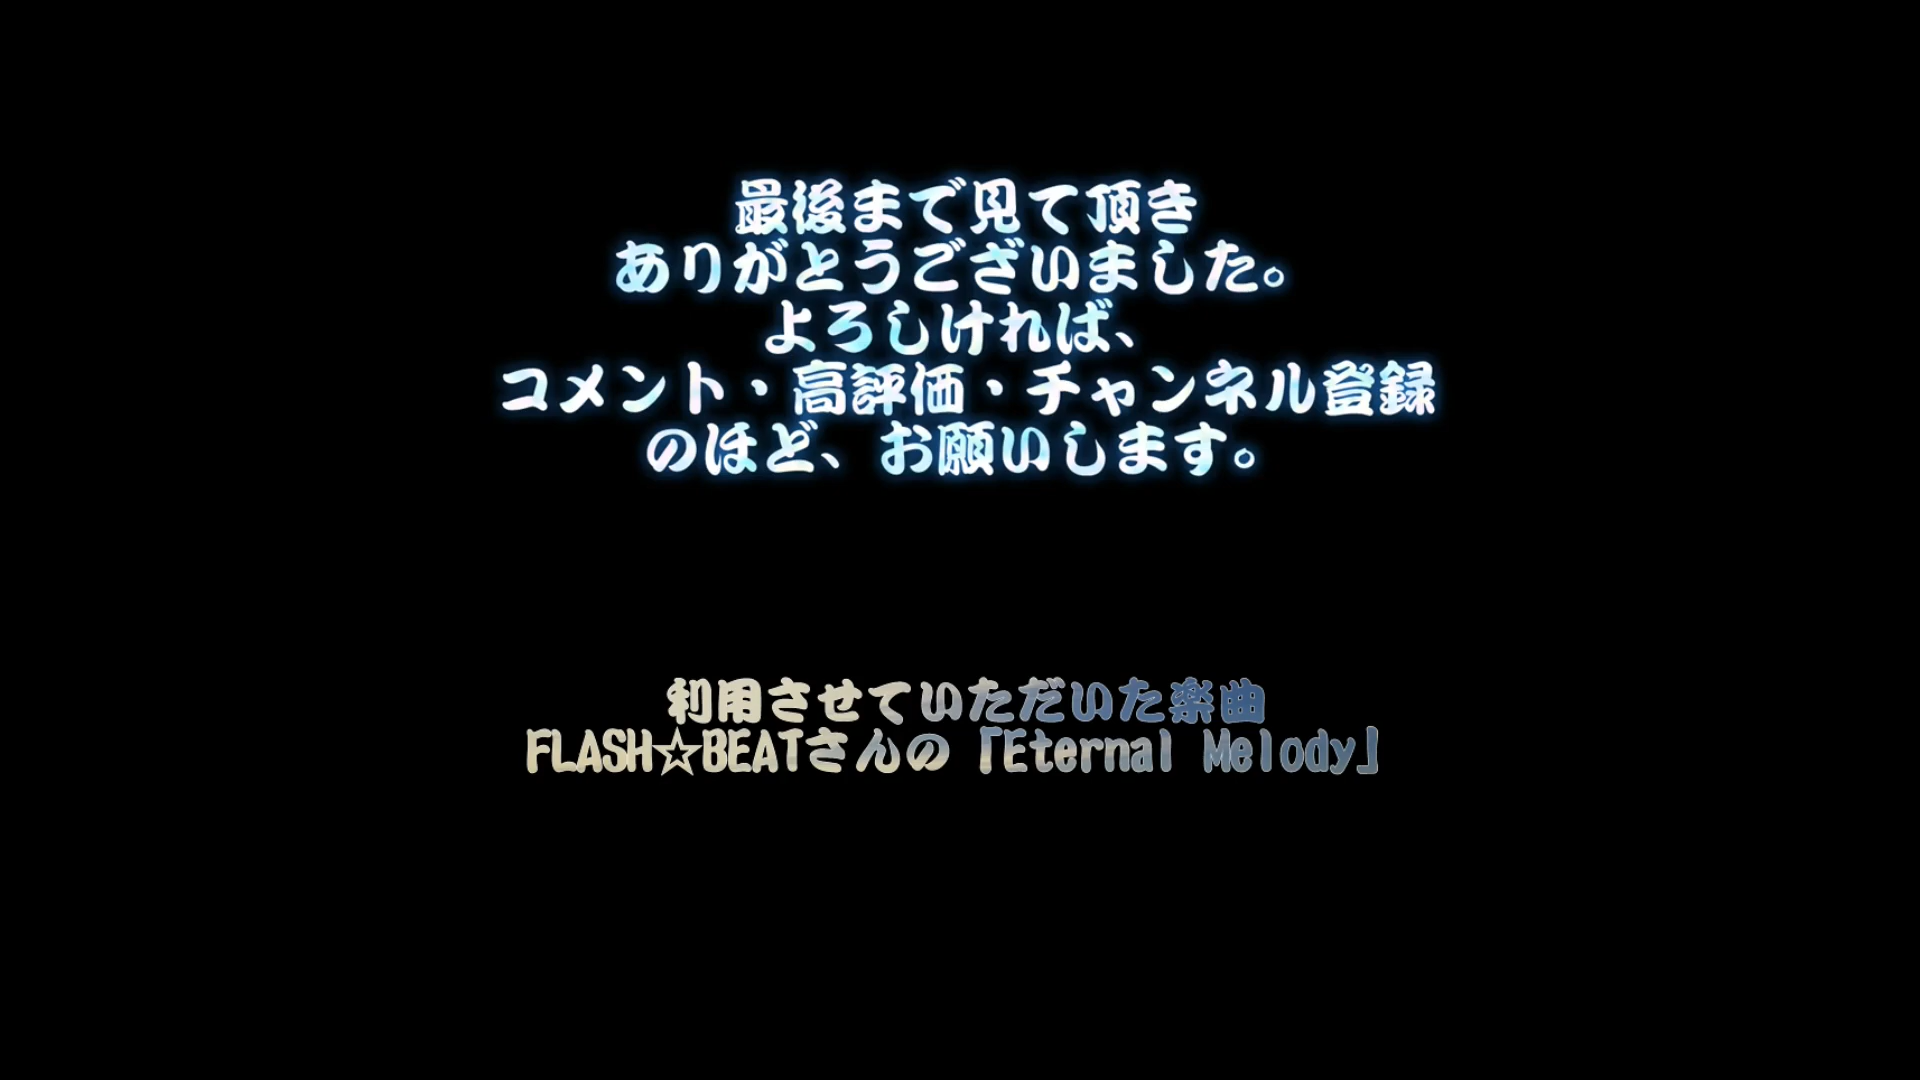 最後まで見て頂き
ありがとうございました。
よろしければ、
コメント・高評価・チャンネル登録
のほど、お願いします。
利用させていただいた楽曲
FLASH☆BEATさんの「Eternal Melody」